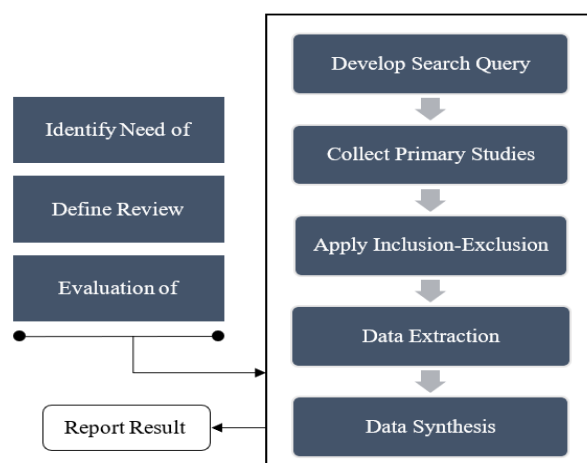 Identify Need of
Define Review
Evaluation of
Develop Search Query
Collect Primary Studies
Apply Inclusion-Exclusion
Data Extraction
Data Synthesis
Report Result